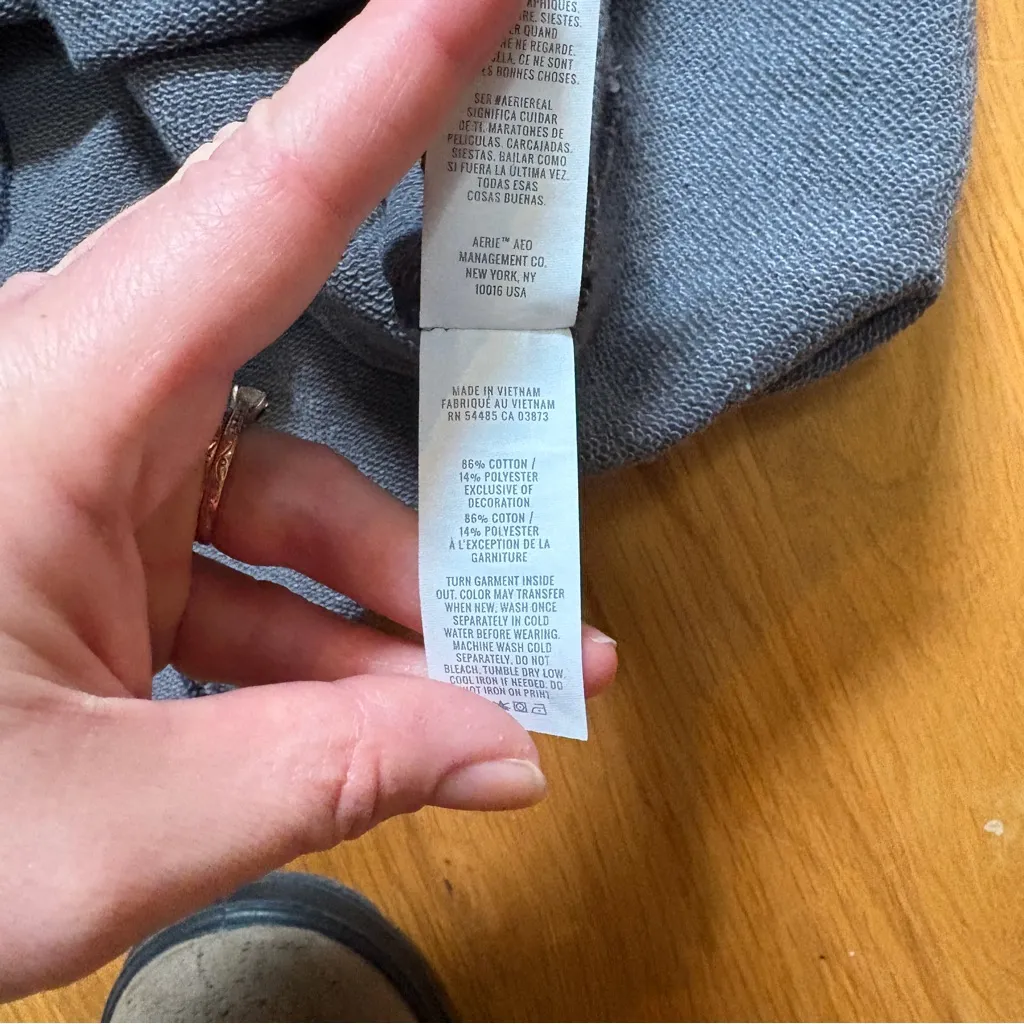 SIESTES.
QUAND
NE REGARDE.
CE NE SONT
BONNES CHOSES.
SER #AERIEREAL
SIGNIFICA CUIDAR
DE TI. MARATONES DE
PELÍCULAS. CARCAJADAS.
SIESTAS. BAILAR COMO
SI FUERA LA ÚLTIMA VEZ.
TODAS ESAS
COSAS BUENAS.
AERIE™ AEO
MANAGEMENT CO.
NEW YORK, NY
10016 USA
MADE IN VIETNAM
FABRIQUÉ AU VIETNAM
RN 54485 CA 03873
86% COTTON /
14% POLYESTER
EXCLUSIVE OF
DECORATION
86% COTON /
14% POLYESTER
À L'EXCEPTION DE LA
GARNITURE
TURN GARMENT INSIDE
OUT. COLOR MAY TRANSFER
WHEN NEW. WASH ONCE
SEPARATELY IN COLD
WATER BEFORE WEARING.
MACHINE WASH COLD
SEPARATELY. DO NOT
BLEACH. TUMBLE DRY LOW.
COOL IRON IF NEEDED. DO
NOT IRON ON PRINT.